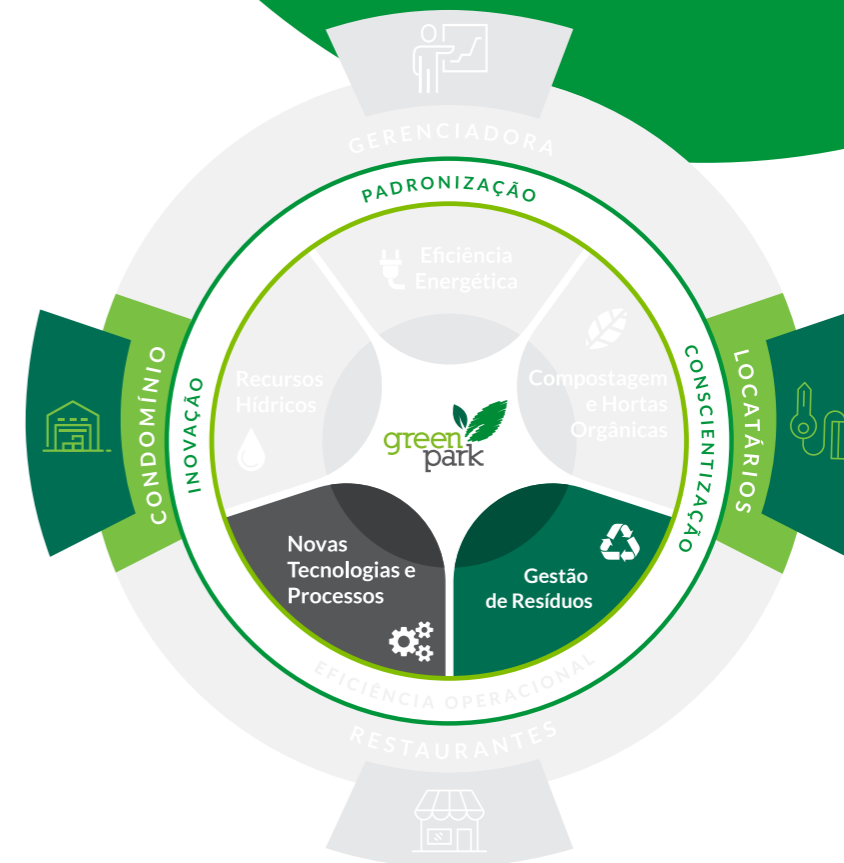 GERENCIADORA
PADRONIZAÇÃO
Eficiência
Energética
Recursos
Hídricos
Compostagem
e Hortas
Orgânicas
CONDOMÍNIO
INOVAÇÃO
green
park
CONSCIENTIZAÇÃO
LOCATÁRIOS
Novas
Tecnologias e
Processos
Gestão
de Resíduos
EFICIÊNCIA OPERACIONAL
RESTAURANTES